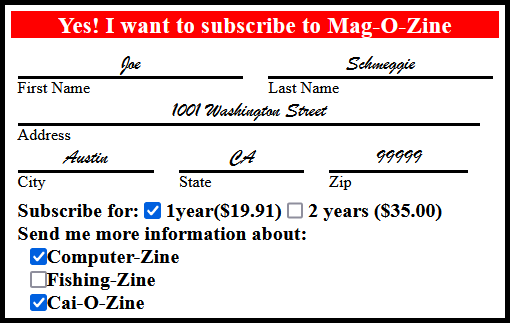 Yes! I want to subscribe to Mag-O-Zine
Joe Schmeggie
First Name Last Name
1001 Washington Street
Address
Austin CA 99999
City State Zip
Subscribe for: 1year($19.91) 2 years ($35.00)
Send me more information about:
Computer-Zine
Fishing-Zine
Cai-O-Zine